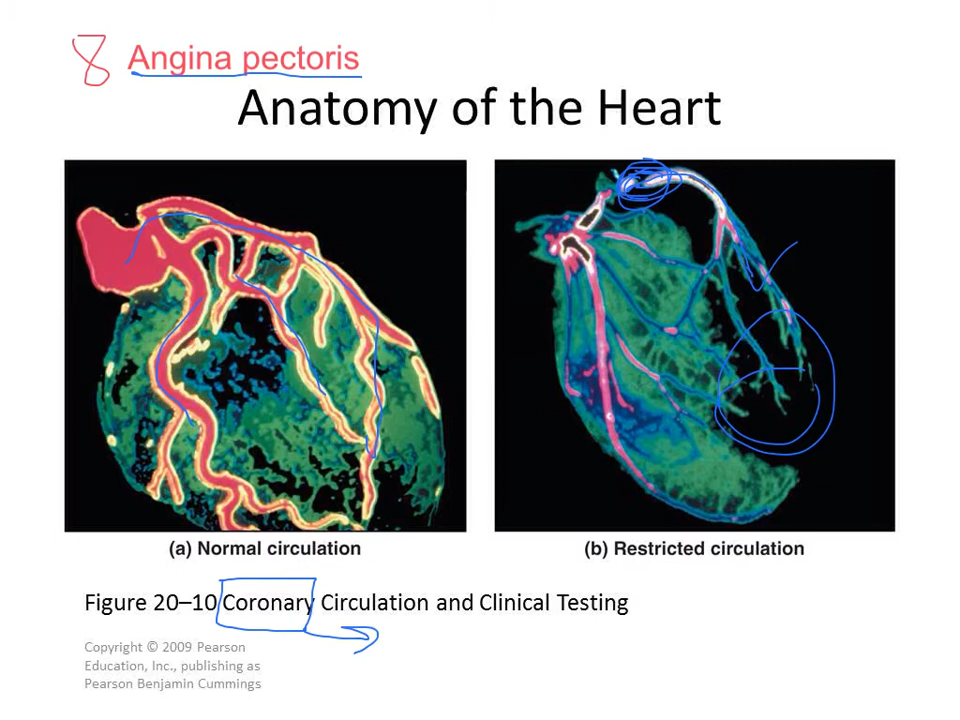 8 Angina pectoris
Anatomy of the Heart
(a) Normal circulation
(b) Restricted circulation
Figure 20–10 Coronary Circulation and Clinical Testing
Copyright © 2009 Pearson
Education, Inc., publishing as
Pearson Benjamin Cummings